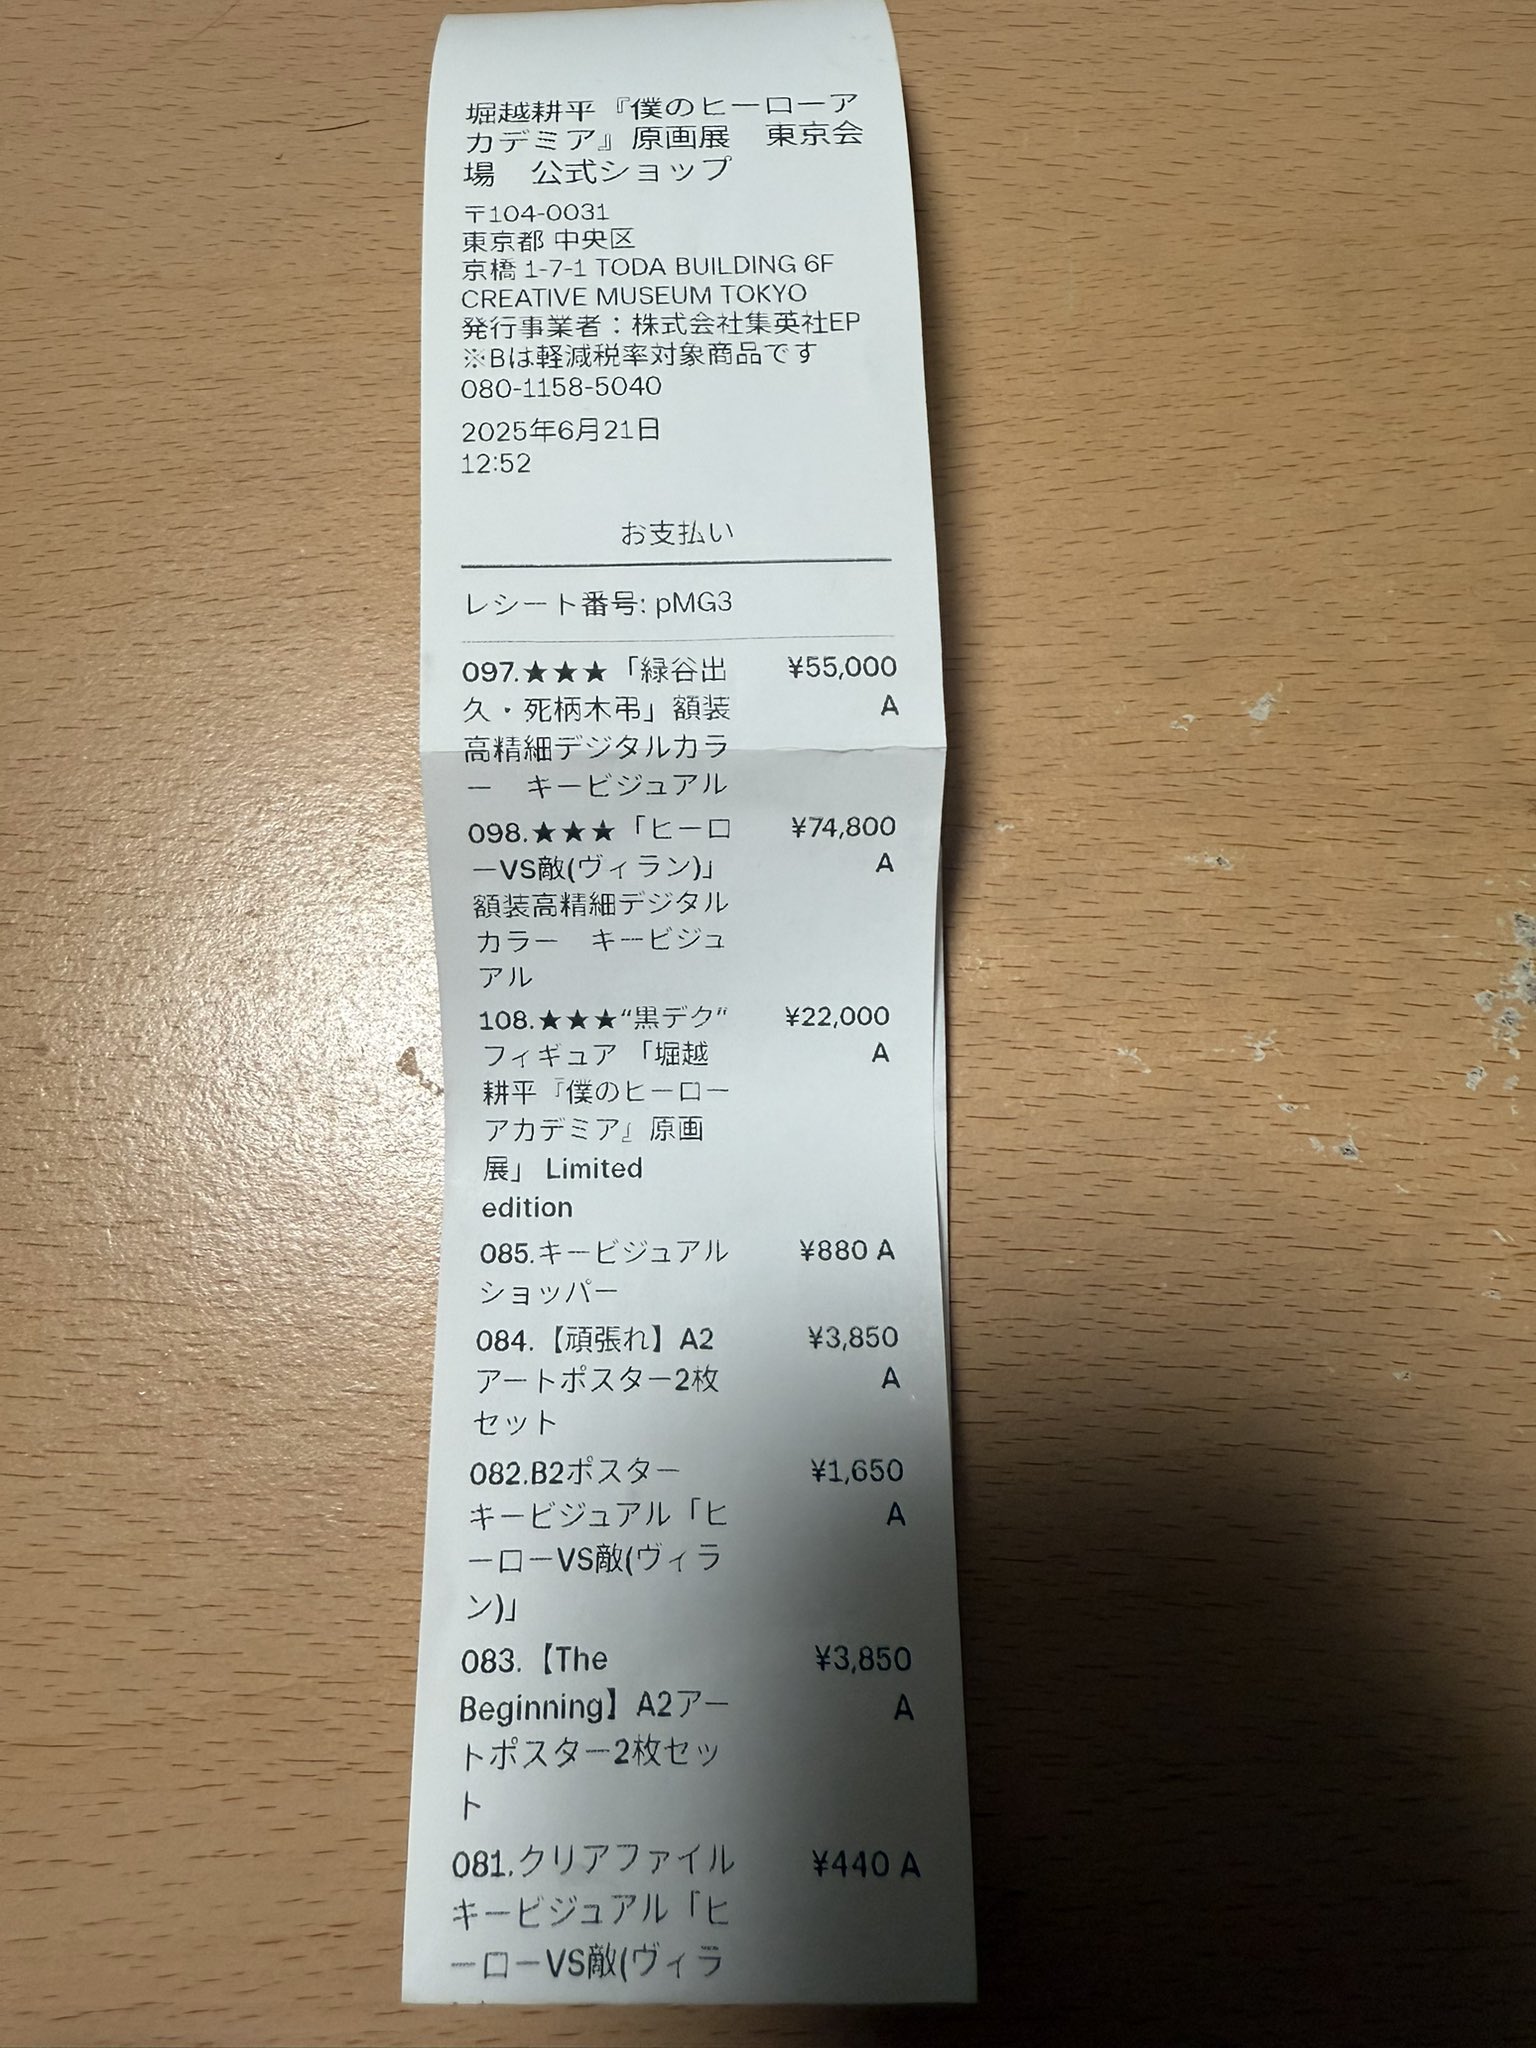 堀越耕平『僕のヒーローア
カデミア』原画展　東京会
場　公式ショップ
〒104-0031
東京都 中央区
京橋 1-7-1 TODA BUILDING 6F
CREATIVE MUSEUM TOKYO
発行事業者：株式会社集英社EP
※Bは軽減税率対象商品です
080-1158-5040
2025年6月21日
12:52
お支払い
レシート番号: pMG3
097.★★★「緑谷出 ¥55,000
久・死柄木弔」額装 A
高精細デジタルカラ
ー　キービジュアル
098.★★★「ヒーロ ¥74,800
ーVS敵(ヴィラン)」 A
額装高精細デジタル
カラー　キービジュ
アル
108.★★★“黒デク” ¥22,000
フィギュア 「堀越 A
耕平『僕のヒーロー
アカデミア』原画
展」 Limited
edition
085.キービジュアル ¥880 A
ショッパー
084.【頑張れ】A2 ¥3,850
アートポスター2枚 A
セット
082.B2ポスター ¥1,650
キービジュアル「ヒ A
ーローVS敵(ヴィラ
ン)」
083.【The ¥3,850
Beginning】A2アー A
トポスター2枚セッ
ト
081.クリアファイル ¥440 A
キービジュアル「ヒ
ーローVS敵(ヴィラ